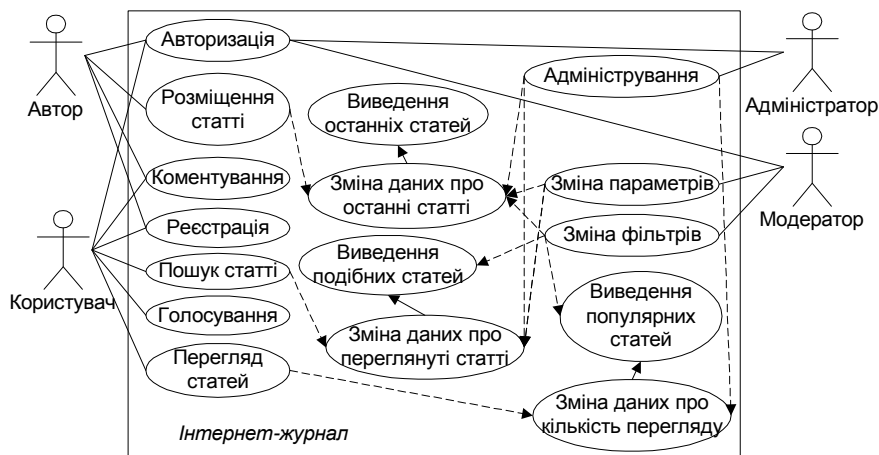 Авторизація
Адміністрування
Автор
Адміністратор
Розміщення
статті
Виведення
останніх статей
Коментування
Зміна даних про
останні статті
Зміна параметрів
Модератор
Реєстрація
Зміна фільтрів
Користувач
Пошук статті
Виведення
подібних статей
Голосування
Виведення
популярних
статей
Перегляд
статей
Зміна даних про
переглянуті статті
Зміна даних про
кількість перегляду
Інтернет-журнал